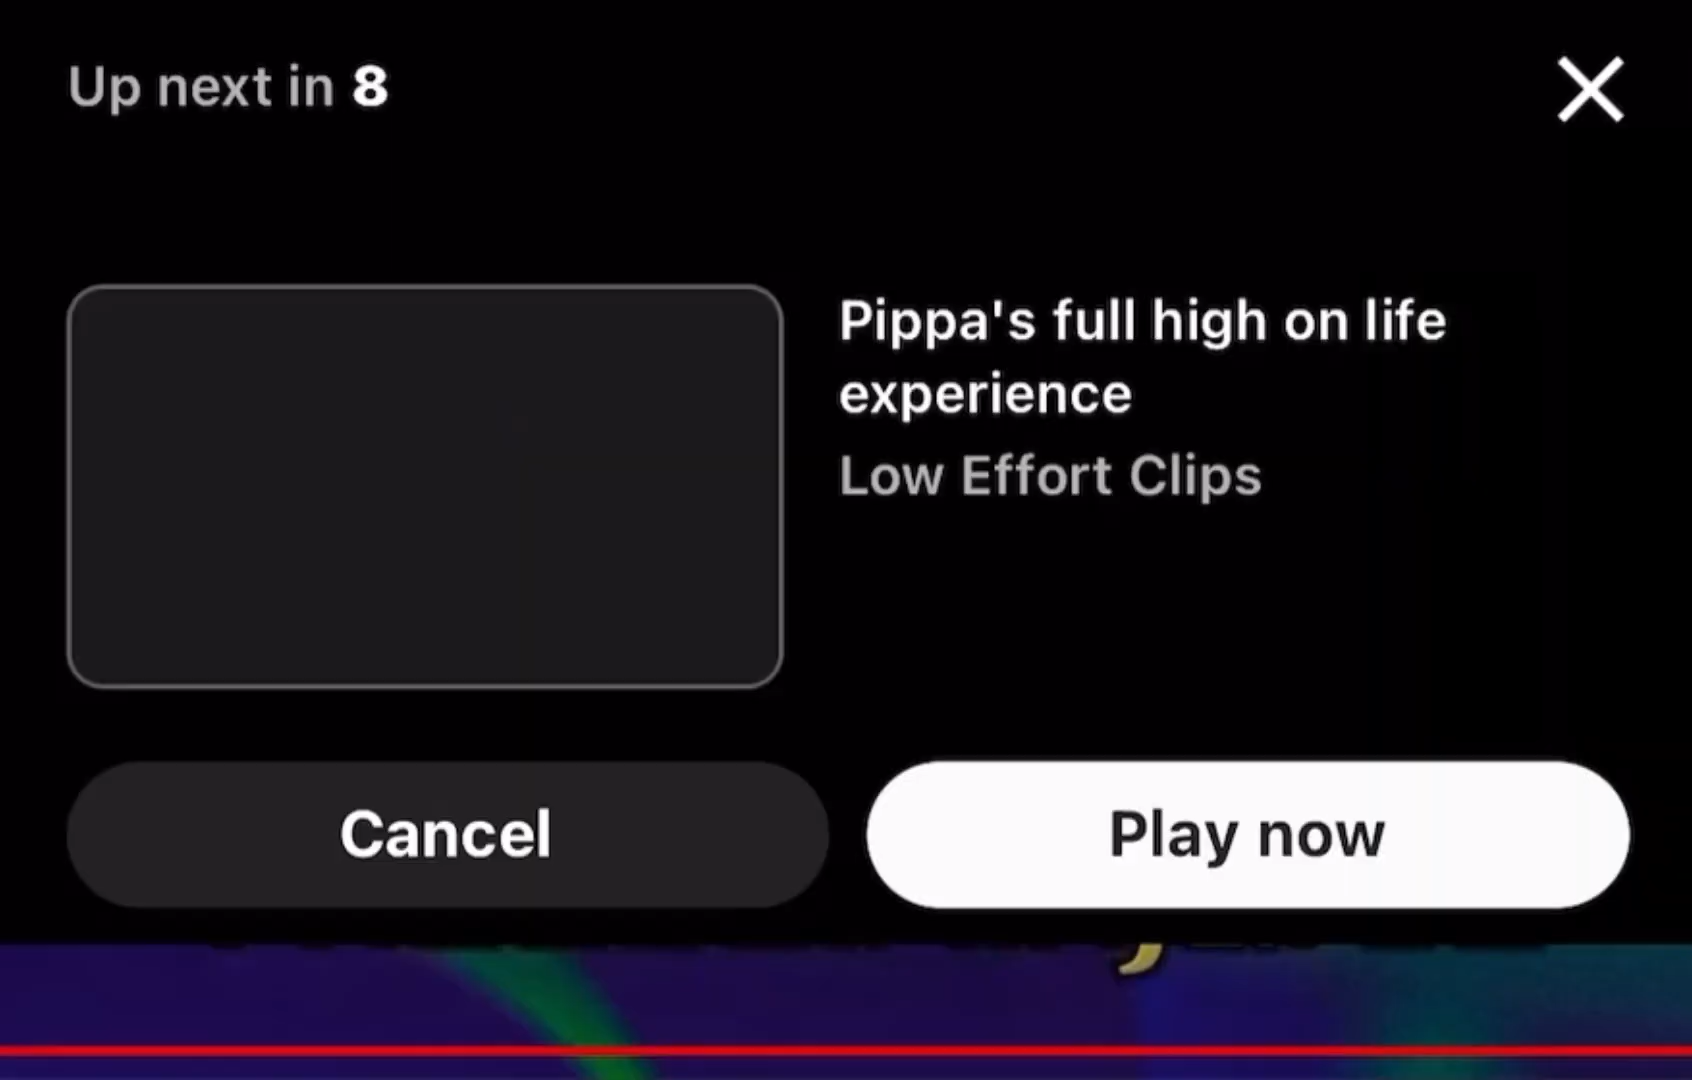 Up next in 8
Pippa's full high on life
experience
Low Effort Clips
Cancel
Play now